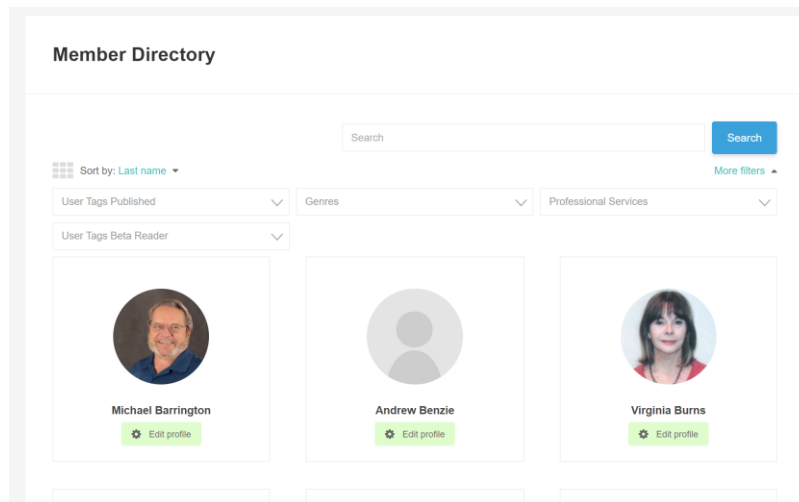 Member Directory
Search Search
Sort by: Last name More filters
User Tags Published Genres Professional Services
User Tags Beta Reader
Michael Barrington Andrew Benzie Virginia Burns
Edit profile Edit profile Edit profile